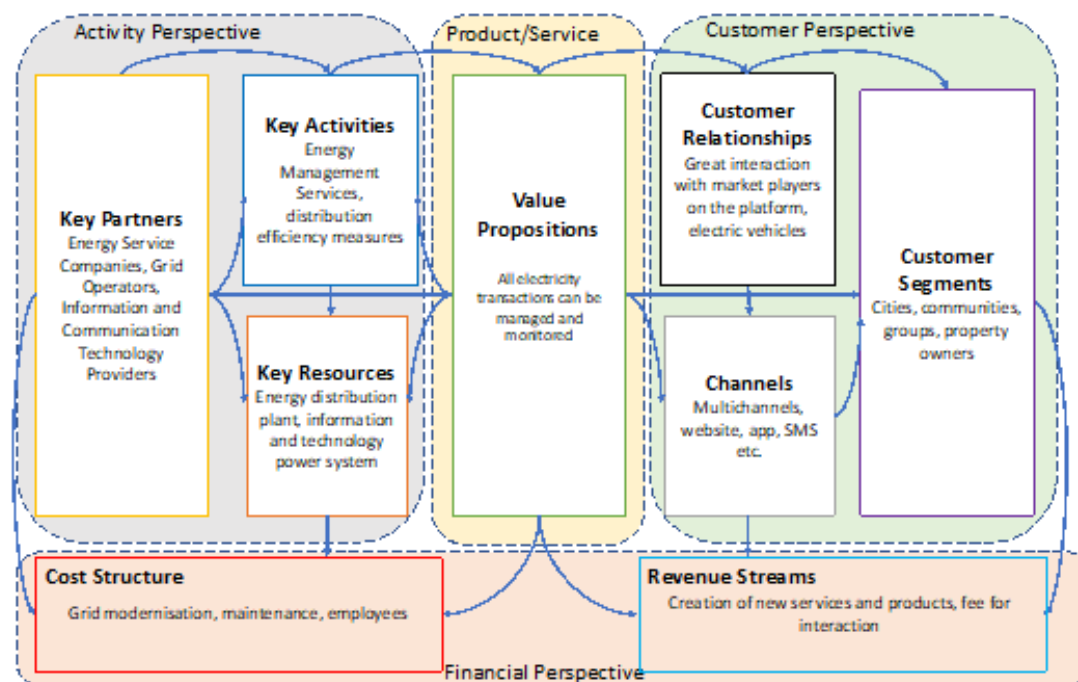 Activity Perspective
Product/Service
Customer Perspective
Key Partners
Energy Service
Companies, Grid
Operators,
Information and
Communication
Technology
Providers
Key Activities
Energy
Management
Services,
distribution
efficiency measures
Key Resources
Energy distribution
plant, information
and technology
power system
Value
Propositions
All electricity
transactions can be
managed and
monitored
Customer
Relationships
Great interaction
with market players
on the platform,
electric vehicles
Channels
Multichannels,
website, app, SMS
etc.
Customer
Segments
Cities, communities,
groups, property
owners
Cost Structure
Grid modernisation, maintenance, employees
Revenue Streams
Creation of new services and products, fee for
interaction
Financial Perspective